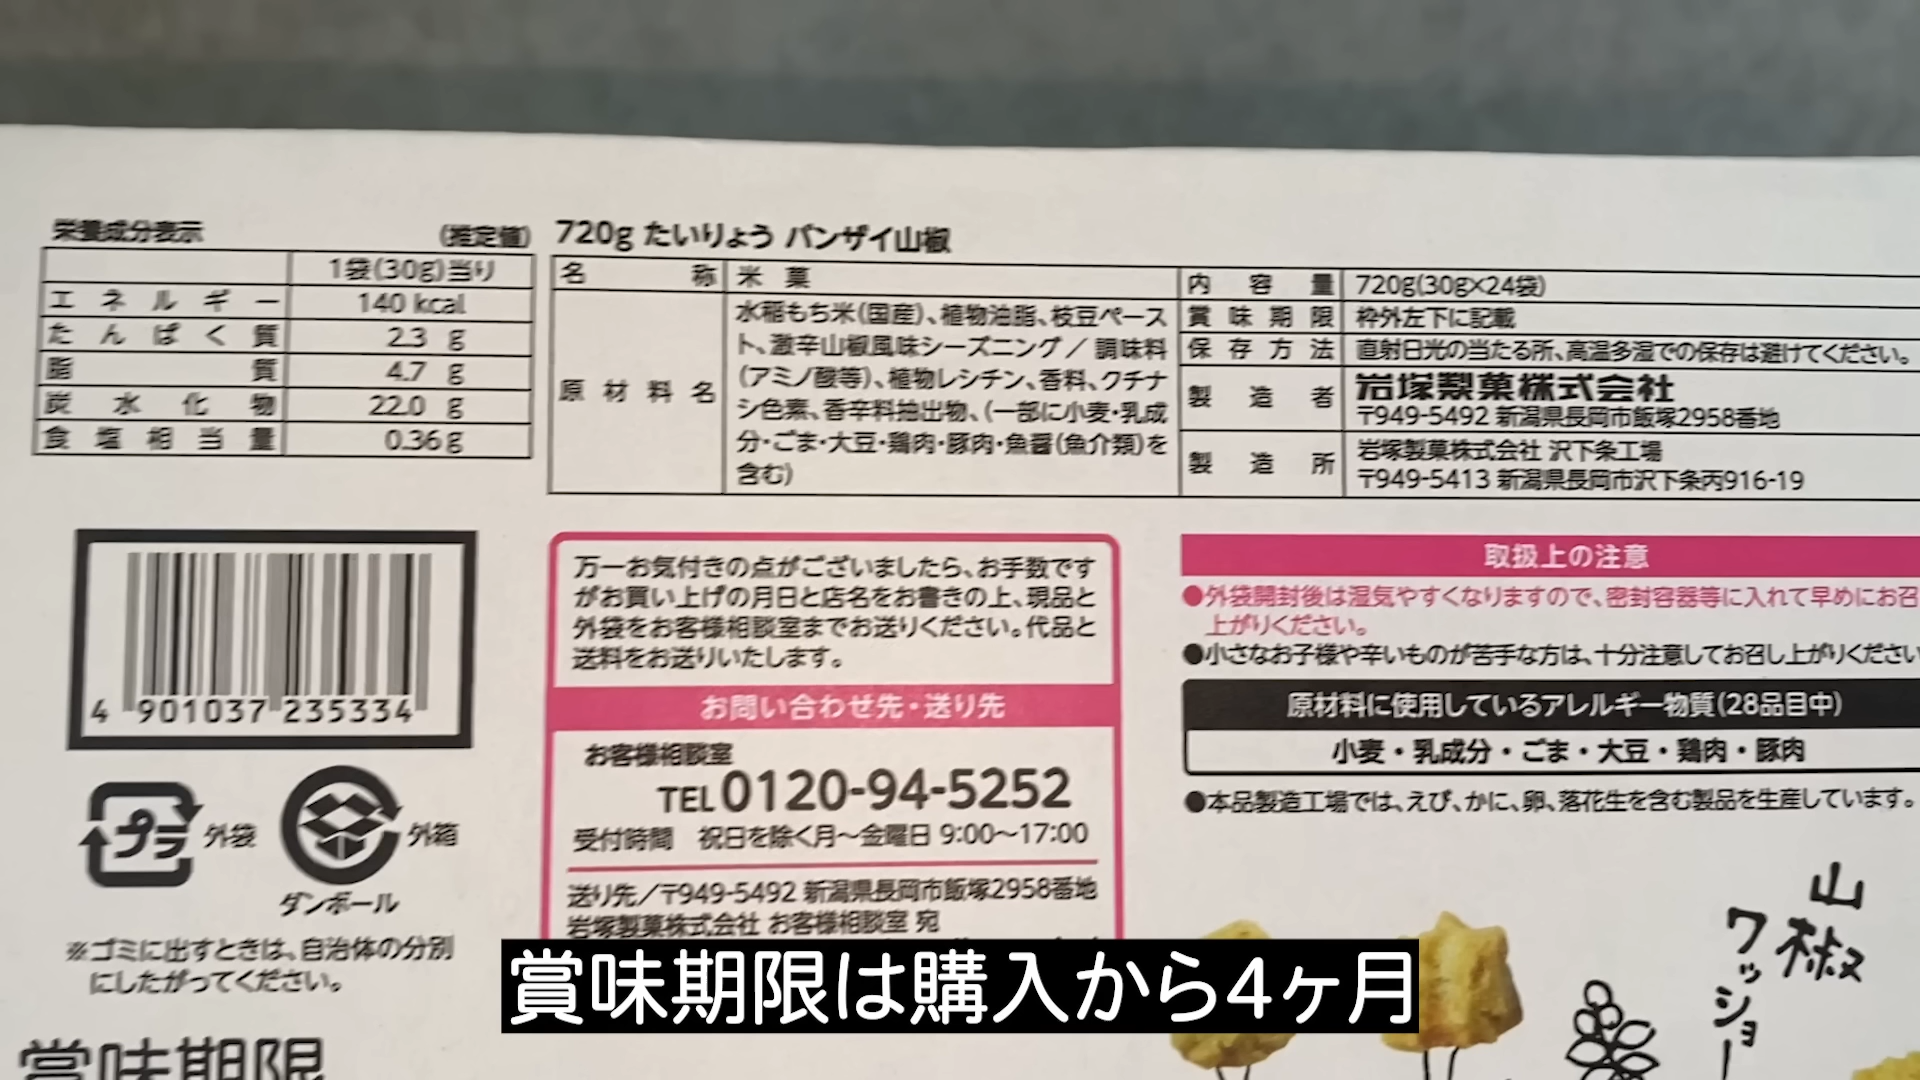 栄養成分表示 (推定値)
1袋(30g)当り
エネルギー 140 kcal
たんぱく質 2.3 g
脂質 4.7 g
炭水化物 22.0 g
食塩相当量 0.36g
720g たいりょう バンザイ山椒
名称 米菓
原材料名 水稲もち米(国産)、植物油脂、枝豆ペース
ト、激辛山椒風味シーズニング/調味料
(アミノ酸等)、植物レシチン、香料、クチナ
シ色素、香辛料抽出物、(一部に小麦・乳成
分・ごま・大豆・鶏肉・豚肉・魚醤(魚介類)を
含む)
内容量 720g(30g×24袋)
賞味期限 枠外左下に記載
保存方法 直射日光の当たる所、高温多湿での保存は避けてください。
製造者 岩塚製菓株式会社
〒949-5492 新潟県長岡市飯塚2958番地
製造所 岩塚製菓株式会社 沢下条工場
〒949-5413 新潟県長岡市沢下条丙916-19
4 901037 235334
プラ 外袋
外箱
ダンボール
※ゴミに出すときは、自治体の分別
にしたがってください。
賞味期限
万一お気付きの点がございましたら、お手数です
がお買い上げの月日と店名をお書きの上、現品と
外袋をお客様相談室までお送りください。代品と
送料をお送りいたします。
お問い合わせ先・送り先
お客様相談室
TEL 0120-94-5252
受付時間 祝日を除く月〜金曜日 9:00〜17:00
送り先/〒949-5492 新潟県長岡市飯塚2958番地
岩塚製菓株式会社 お客様相談室 宛
取扱上の注意
●外袋開封後は湿気やすくなりますので、密封容器等に入れて早めにお召
上がりください。
●小さなお子様や辛いものが苦手な方は、十分注意してお召し上がりください
原材料に使用しているアレルギー物質(28品目中)
小麦・乳成分・ごま・大豆・鶏肉・豚肉
●本品製造工場では、えび、かに、卵、落花生を含む製品を生産しています。
山椒
ワッショー
賞味期限は購入から4ヶ月